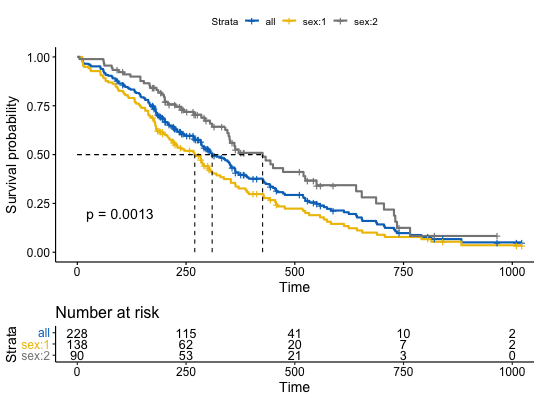 Strata all sex:1 sex:2
Survival probability
1.00
0.75
0.50
0.25
0.00
p = 0.0013
0 250 500 750 1000
Time
Number at risk
Strata
all 228 115 41 10 2
sex:1 138 62 20 7 2
sex:2 90 53 21 3 0
0 250 500 750 1000
Time